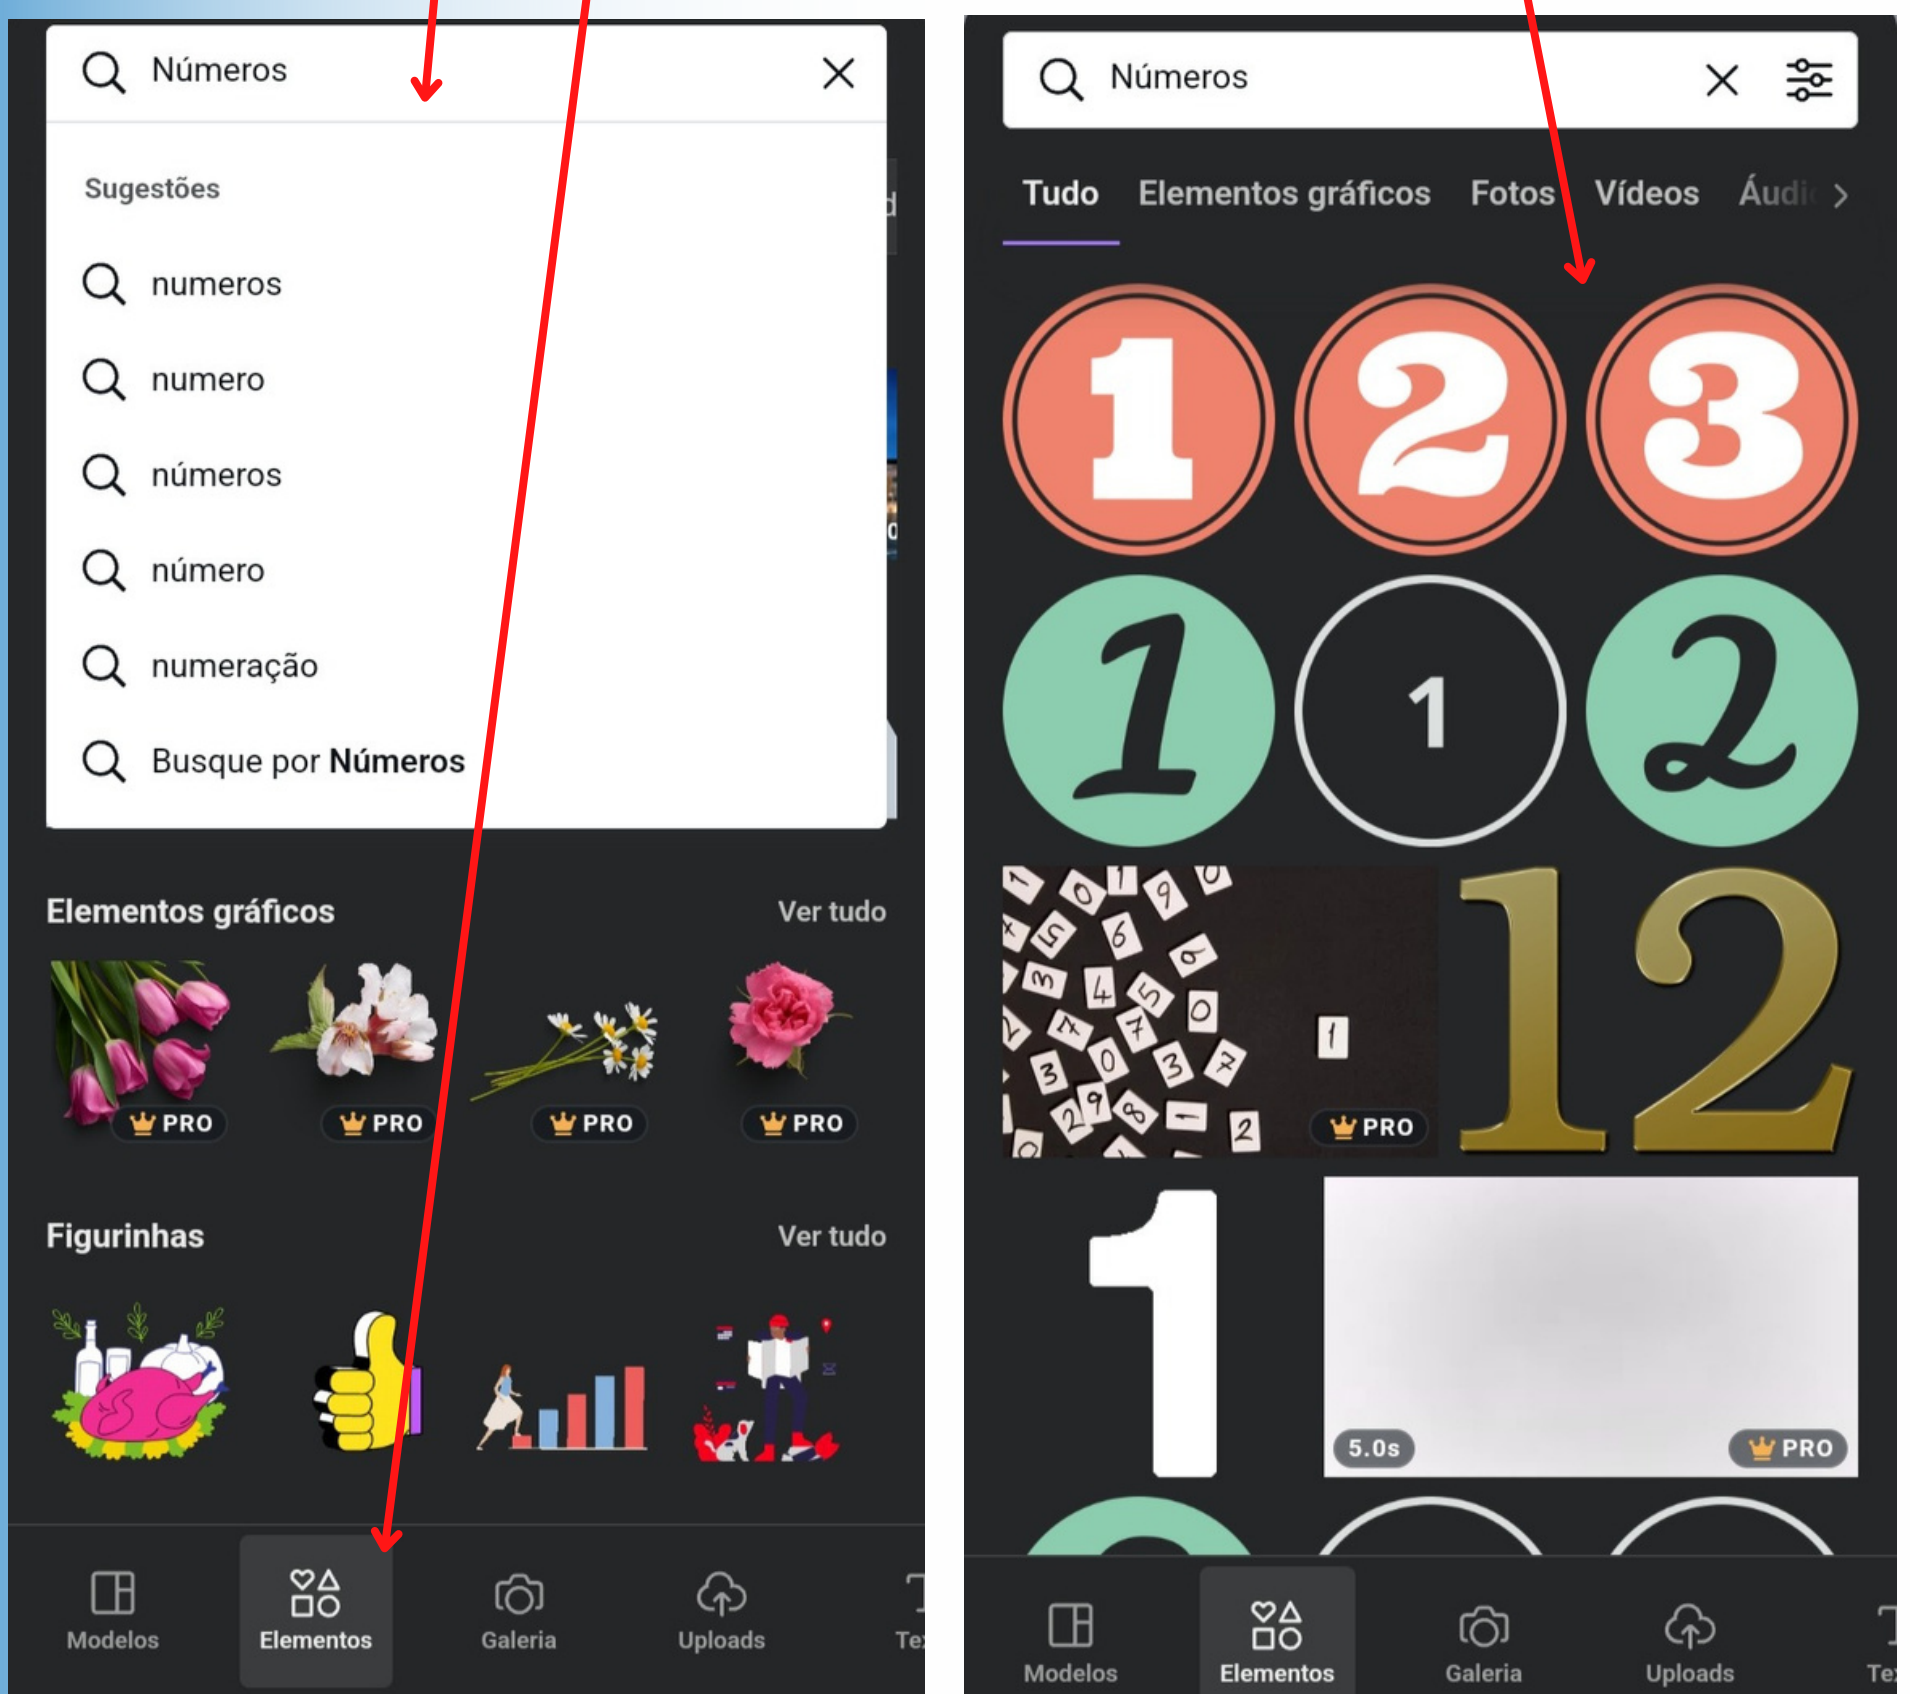 Números
Sugestões
numeros
numero
números
número
numeração
Busque por Números
Elementos gráficos
Ver tudo
PRO
PRO
PRO
PRO
Figurinhas
Ver tudo
Modelos
Elementos
Galeria
Uploads
Números
Tudo
Elementos gráficos
Fotos
Vídeos
1
2
3
1
1
2
PRO
12
1
5.0s
PRO
Modelos
Elementos
Galeria
Uploads